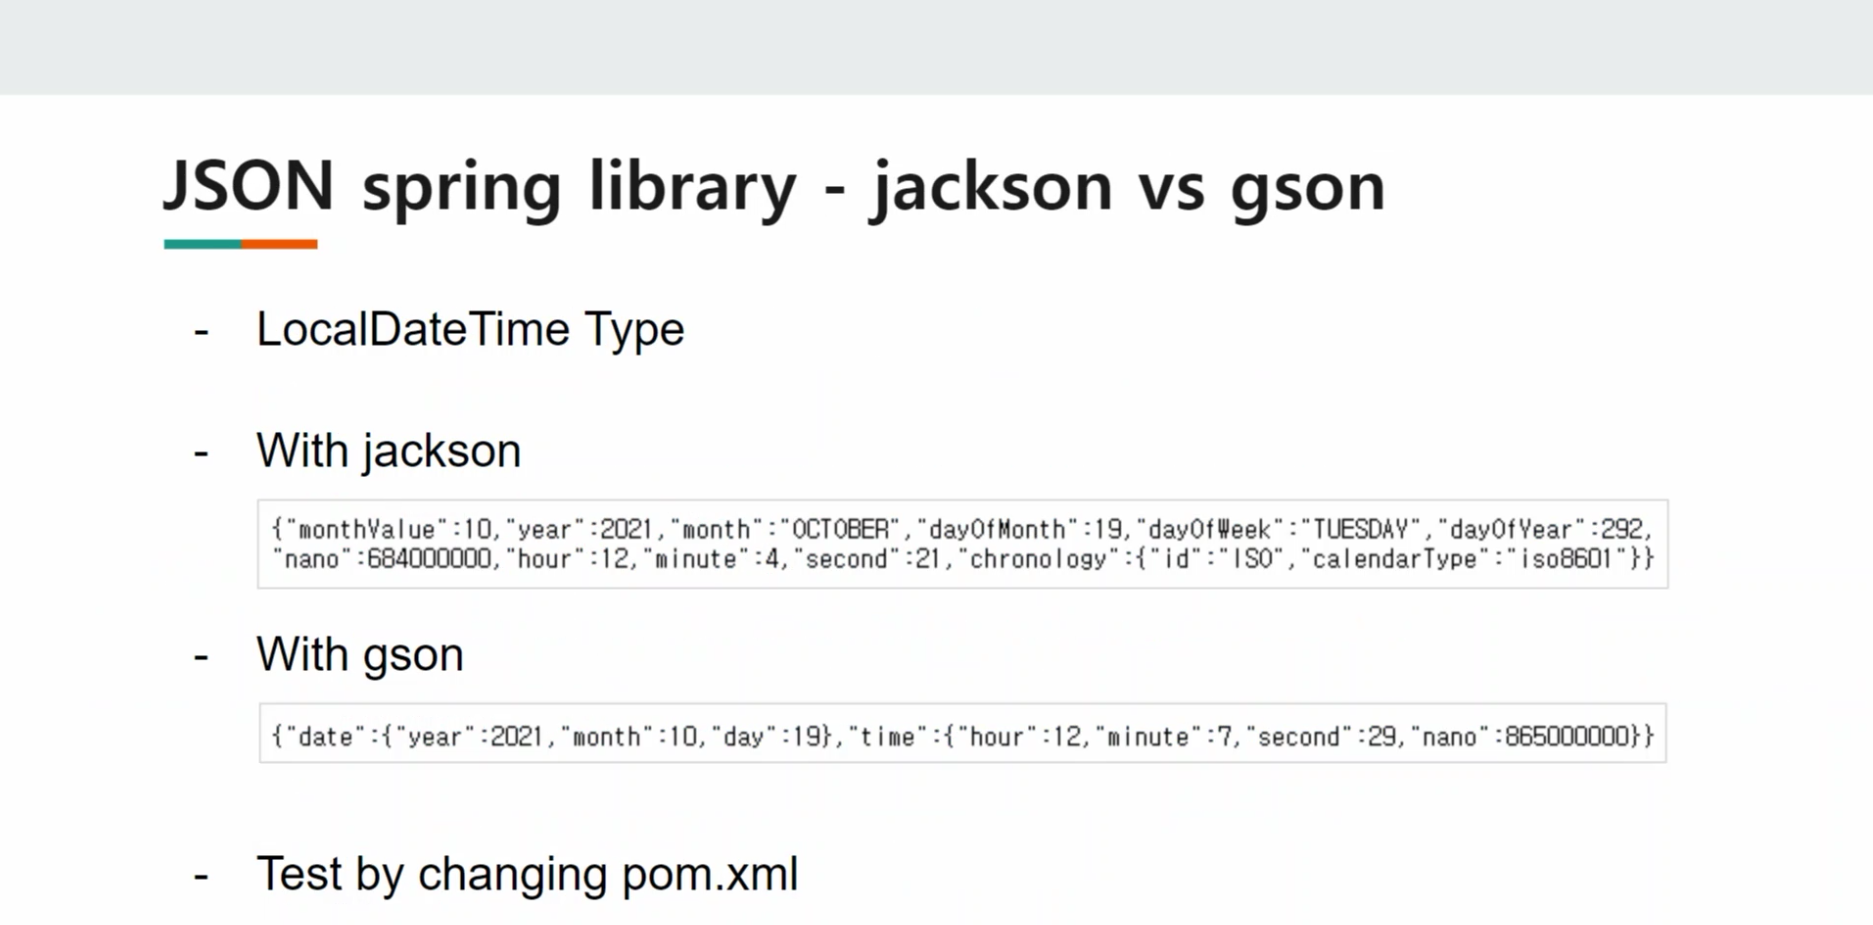 JSON spring library - jackson vs gson
- LocalDateTime Type
- With jackson
{"monthValue":10,"year":2021,"month":"OCTOBER","dayOfMonth":19,"dayOfWeek":"TUESDAY","dayOfYear":292,
"nano":684000000,"hour":12,"minute":4,"second":21,"chronology":{"id":"ISO","calendarType":"iso8601"}}
- With gson
{"date":{"year":2021,"month":10,"day":19},"time":{"hour":12,"minute":7,"second":29,"nano":865000000}}
- Test by changing pom.xml